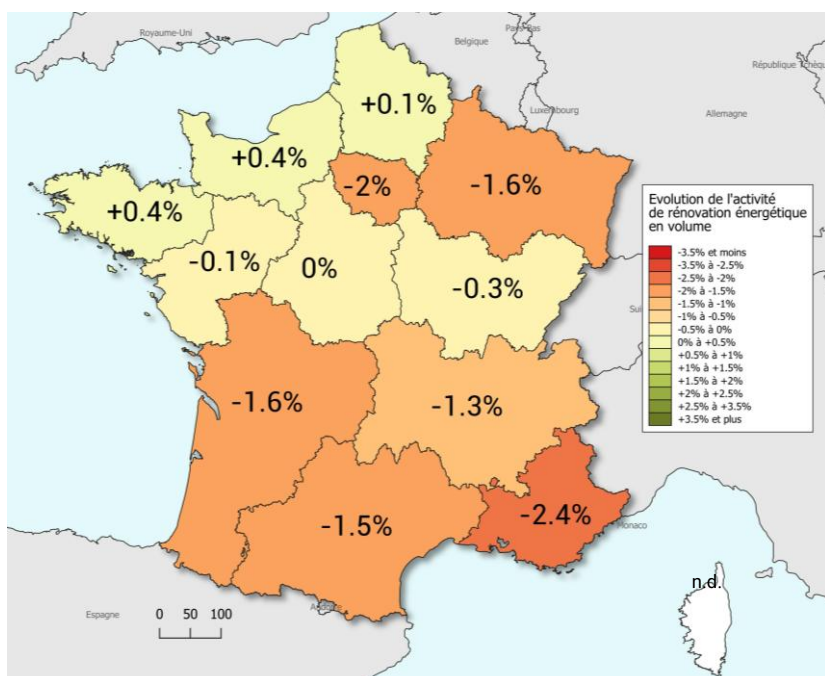 Royaume-Uni
Pays-Bas
Belgique
République Tchèque
Luxembourg
Allemagne
+0.1%
+0.4%
-2%
-1.6%
+0.4%
-0.1%
0%
-0.3%
Evolution de l'activité
de rénovation énergétique
en volume
-3.5% et moins
-3.5% à -2.5%
-2.5% à -2%
-2% à -1.5%
-1.5% à -1%
-1% à -0.5%
-0.5% à 0%
0% à +0.5%
+0.5% à +1%
+1% à +1.5%
+1.5% à +2%
+2% à +2.5%
+2.5% à +3.5%
+3.5% et plus
Sui
-1.6%
-1.3%
-1.5%
-2.4%
Monaco
n.d.
Espagne
Andorre
0 50 100